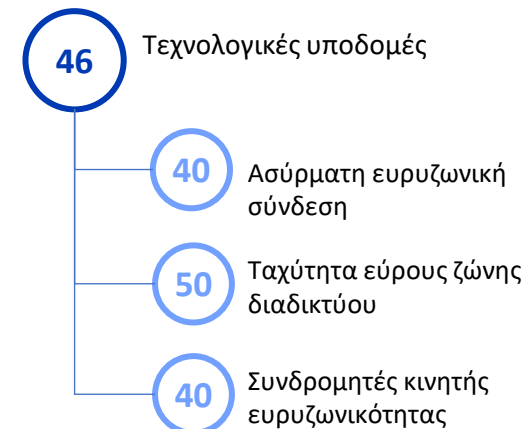 46
Τεχνολογικές υποδομές
40
Ασύρματη ευρυζωνική
σύνδεση
50
Ταχύτητα εύρους ζώνης
διαδικτύου
40
Συνδρομητές κινητής
ευρυζωνικότητας